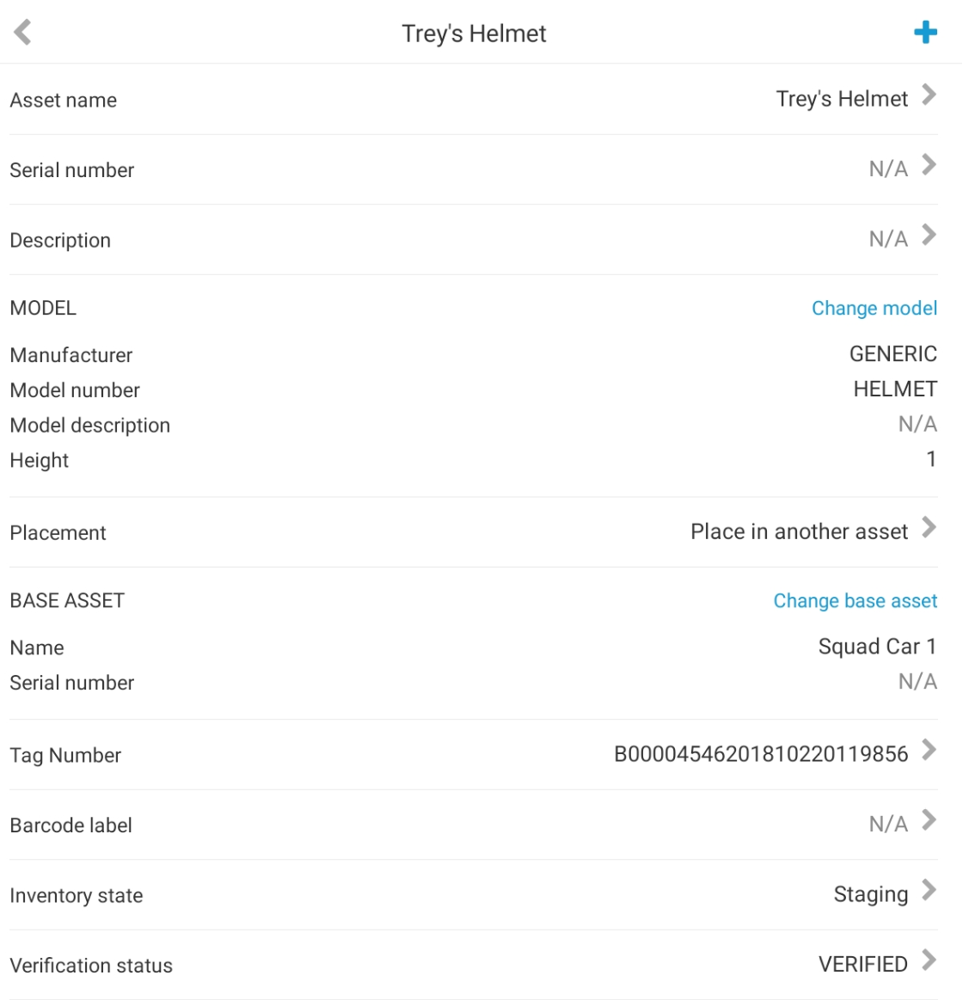 Trey's Helmet
Asset name Trey's Helmet
Serial number N/A
Description N/A
MODEL Change model
Manufacturer GENERIC
Model number HELMET
Model description N/A
Height 1
Placement Place in another asset
BASE ASSET Change base asset
Name Squad Car 1
Serial number N/A
Tag Number B00004546201810220119856
Barcode label N/A
Inventory state Staging
Verification status VERIFIED